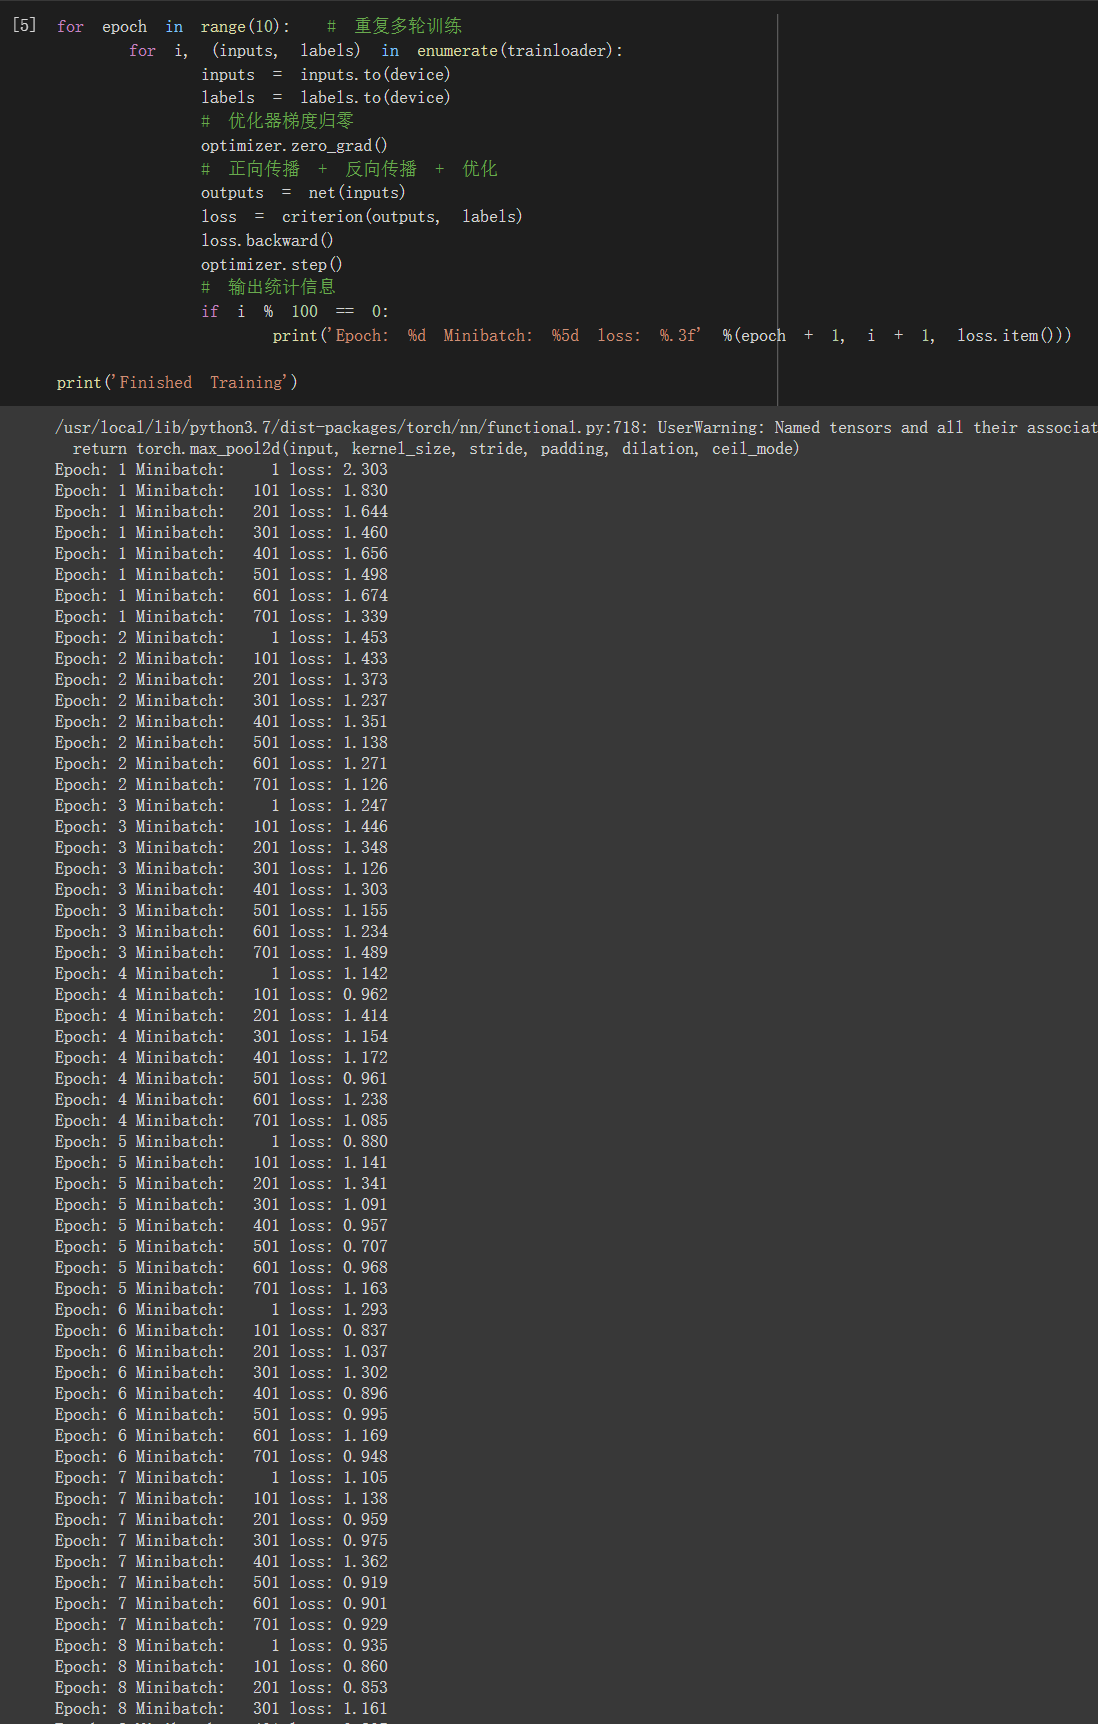 [5] for epoch in range(10): # 重复多轮训练
for i, (inputs, labels) in enumerate(trainloader):
inputs = inputs.to(device)
labels = labels.to(device)
# 优化器梯度归零
optimizer.zero_grad()
# 正向传播 + 反向传播 + 优化
outputs = net(inputs)
loss = criterion(outputs, labels)
loss.backward()
optimizer.step()
# 输出统计信息
if i % 100 == 0:
print('Epoch: %d Minibatch: %5d loss: %.3f' %(epoch + 1, i + 1, loss.item()))
print('Finished Training')
/usr/local/lib/python3.7/dist-packages/torch/nn/functional.py:718: UserWarning: Named tensors and all their associat
return torch.max_pool2d(input, kernel_size, stride, padding, dilation, ceil_mode)
Epoch: 1 Minibatch: 1 loss: 2.303
Epoch: 1 Minibatch: 101 loss: 1.830
Epoch: 1 Minibatch: 201 loss: 1.644
Epoch: 1 Minibatch: 301 loss: 1.460
Epoch: 1 Minibatch: 401 loss: 1.656
Epoch: 1 Minibatch: 501 loss: 1.498
Epoch: 1 Minibatch: 601 loss: 1.674
Epoch: 1 Minibatch: 701 loss: 1.339
Epoch: 2 Minibatch: 1 loss: 1.453
Epoch: 2 Minibatch: 101 loss: 1.433
Epoch: 2 Minibatch: 201 loss: 1.373
Epoch: 2 Minibatch: 301 loss: 1.237
Epoch: 2 Minibatch: 401 loss: 1.351
Epoch: 2 Minibatch: 501 loss: 1.138
Epoch: 2 Minibatch: 601 loss: 1.271
Epoch: 2 Minibatch: 701 loss: 1.126
Epoch: 3 Minibatch: 1 loss: 1.247
Epoch: 3 Minibatch: 101 loss: 1.446
Epoch: 3 Minibatch: 201 loss: 1.348
Epoch: 3 Minibatch: 301 loss: 1.126
Epoch: 3 Minibatch: 401 loss: 1.303
Epoch: 3 Minibatch: 501 loss: 1.155
Epoch: 3 Minibatch: 601 loss: 1.234
Epoch: 3 Minibatch: 701 loss: 1.489
Epoch: 4 Minibatch: 1 loss: 1.142
Epoch: 4 Minibatch: 101 loss: 0.962
Epoch: 4 Minibatch: 201 loss: 1.414
Epoch: 4 Minibatch: 301 loss: 1.154
Epoch: 4 Minibatch: 401 loss: 1.172
Epoch: 4 Minibatch: 501 loss: 0.961
Epoch: 4 Minibatch: 601 loss: 1.238
Epoch: 4 Minibatch: 701 loss: 1.085
Epoch: 5 Minibatch: 1 loss: 0.880
Epoch: 5 Minibatch: 101 loss: 1.141
Epoch: 5 Minibatch: 201 loss: 1.341
Epoch: 5 Minibatch: 301 loss: 1.091
Epoch: 5 Minibatch: 401 loss: 0.957
Epoch: 5 Minibatch: 501 loss: 0.707
Epoch: 5 Minibatch: 601 loss: 0.968
Epoch: 5 Minibatch: 701 loss: 1.163
Epoch: 6 Minibatch: 1 loss: 1.293
Epoch: 6 Minibatch: 101 loss: 0.837
Epoch: 6 Minibatch: 201 loss: 1.037
Epoch: 6 Minibatch: 301 loss: 1.302
Epoch: 6 Minibatch: 401 loss: 0.896
Epoch: 6 Minibatch: 501 loss: 0.995
Epoch: 6 Minibatch: 601 loss: 1.169
Epoch: 6 Minibatch: 701 loss: 0.948
Epoch: 7 Minibatch: 1 loss: 1.105
Epoch: 7 Minibatch: 101 loss: 1.138
Epoch: 7 Minibatch: 201 loss: 0.959
Epoch: 7 Minibatch: 301 loss: 0.975
Epoch: 7 Minibatch: 401 loss: 1.362
Epoch: 7 Minibatch: 501 loss: 0.919
Epoch: 7 Minibatch: 601 loss: 0.901
Epoch: 7 Minibatch: 701 loss: 0.929
Epoch: 8 Minibatch: 1 loss: 0.935
Epoch: 8 Minibatch: 101 loss: 0.860
Epoch: 8 Minibatch: 201 loss: 0.853
Epoch: 8 Minibatch: 301 loss: 1.161